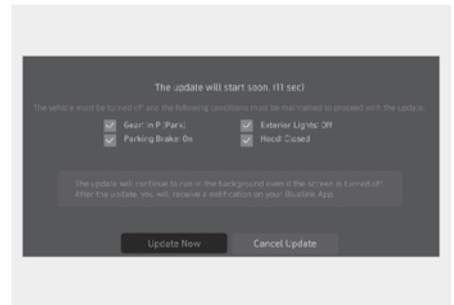 The update will start soon. (11 sec)
The vehicle must be turned off and the following conditions must be maintained to proceed with the update.
Gear: in P (Park)
Exterior Lights: Off
Parking Brake: On
Hood: Closed
The update will continue to run in the background even if the screen is turned off.
After the update, you will receive a notification on your Bluelink App.
Update Now
Cancel Update